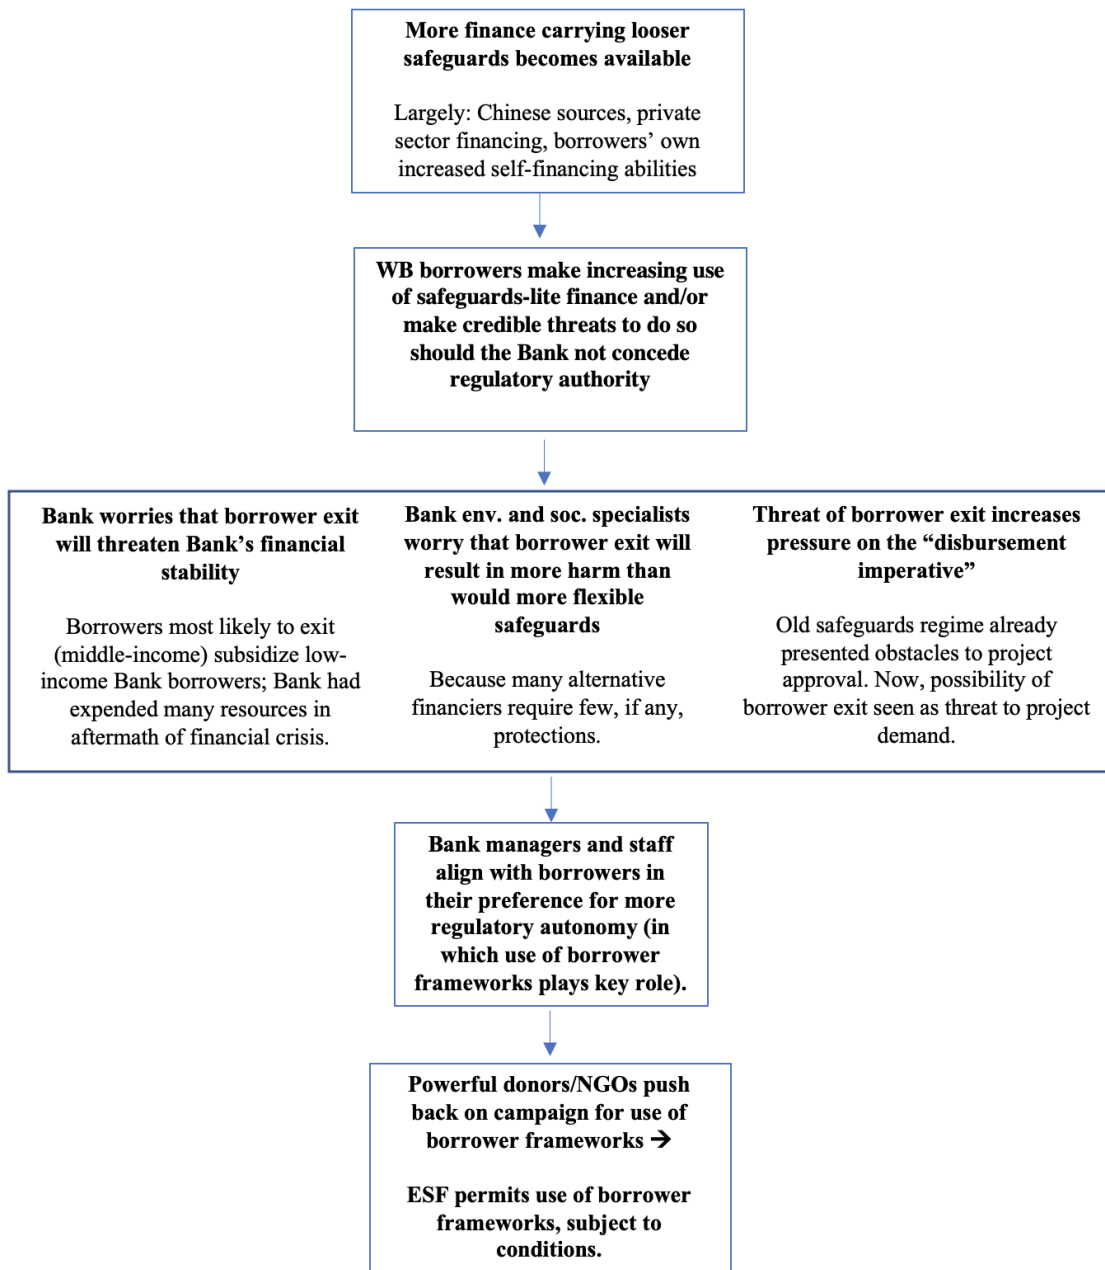 More finance carrying looser
safeguards becomes available
Largely: Chinese sources, private
sector financing, borrowers’ own
increased self-financing abilities
WB borrowers make increasing use
of safeguards-lite finance and/or
make credible threats to do so
should the Bank not concede
regulatory authority
Bank worries that borrower exit
will threaten Bank’s financial
stability
Borrowers most likely to exit
(middle-income) subsidize low-
income Bank borrowers; Bank had
expended many resources in
aftermath of financial crisis.
Bank env. and soc. specialists
worry that borrower exit will
result in more harm than
would more flexible
safeguards
Because many alternative
financiers require few, if any,
protections.
Threat of borrower exit increases
pressure on the “disbursement
imperative”
Old safeguards regime already
presented obstacles to project
approval. Now, possibility of
borrower exit seen as threat to project
demand.
Bank managers and staff
align with borrowers in
their preference for more
regulatory autonomy (in
which use of borrower
frameworks plays key role).
Powerful donors/NGOs push
back on campaign for use of
borrower frameworks →
ESF permits use of borrower
frameworks, subject to
conditions.